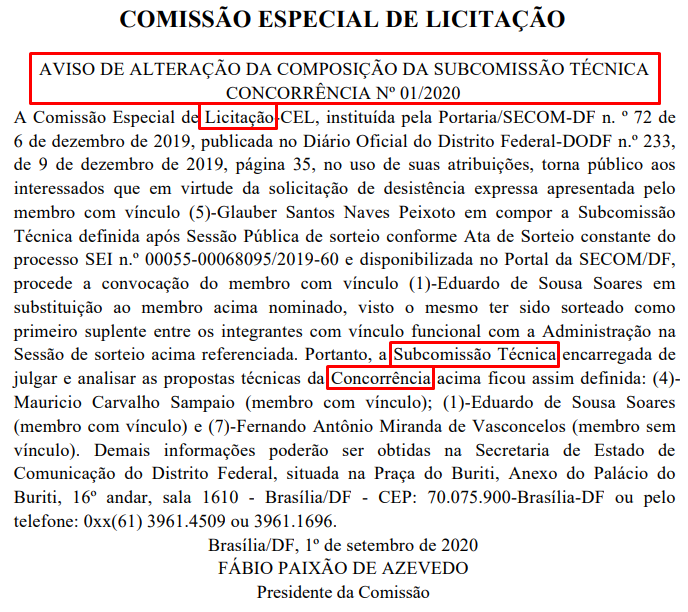 COMISSÃO ESPECIAL DE LICITAÇÃO
AVISO DE ALTERAÇÃO DA COMPOSIÇÃO DA SUBCOMISSÃO TÉCNICA
CONCORRÊNCIA Nº 01/2020
A Comissão Especial de Licitação-CEL, instituída pela Portaria/SECOM-DF n. º 72 de
6 de dezembro de 2019, publicada no Diário Oficial do Distrito Federal-DODF n.º 233,
de 9 de dezembro de 2019, página 35, no uso de suas atribuições, torna público aos
interessados que em virtude da solicitação de desistência expressa apresentada pelo
membro com vínculo (5)-Glauber Santos Naves Peixoto em compor a Subcomissão
Técnica definida após Sessão Pública de sorteio conforme Ata de Sorteio constante do
processo SEI n.º 00055-00068095/2019-60 e disponibilizada no Portal da SECOM/DF,
procede a convocação do membro com vínculo (1)-Eduardo de Sousa Soares em
substituição ao membro acima nominado, visto o mesmo ter sido sorteado como
primeiro suplente entre os integrantes com vínculo funcional com a Administração na
Sessão de sorteio acima referenciada. Portanto, a Subcomissão Técnica encarregada de
julgar e analisar as propostas técnicas da Concorrência acima ficou assim definida: (4)-
Mauricio Carvalho Sampaio (membro com vínculo); (1)-Eduardo de Sousa Soares
(membro com vínculo) e (7)-Fernando Antônio Miranda de Vasconcelos (membro sem
vínculo). Demais informações poderão ser obtidas na Secretaria de Estado de
Comunicação do Distrito Federal, situada na Praça do Buriti, Anexo do Palácio do
Buriti, 16º andar, sala 1610 - Brasília/DF - CEP: 70.075.900-Brasília-DF ou pelo
telefone: 0xx(61) 3961.4509 ou 3961.1696.
Brasília/DF, 1º de setembro de 2020
FÁBIO PAIXÃO DE AZEVEDO
Presidente da Comissão